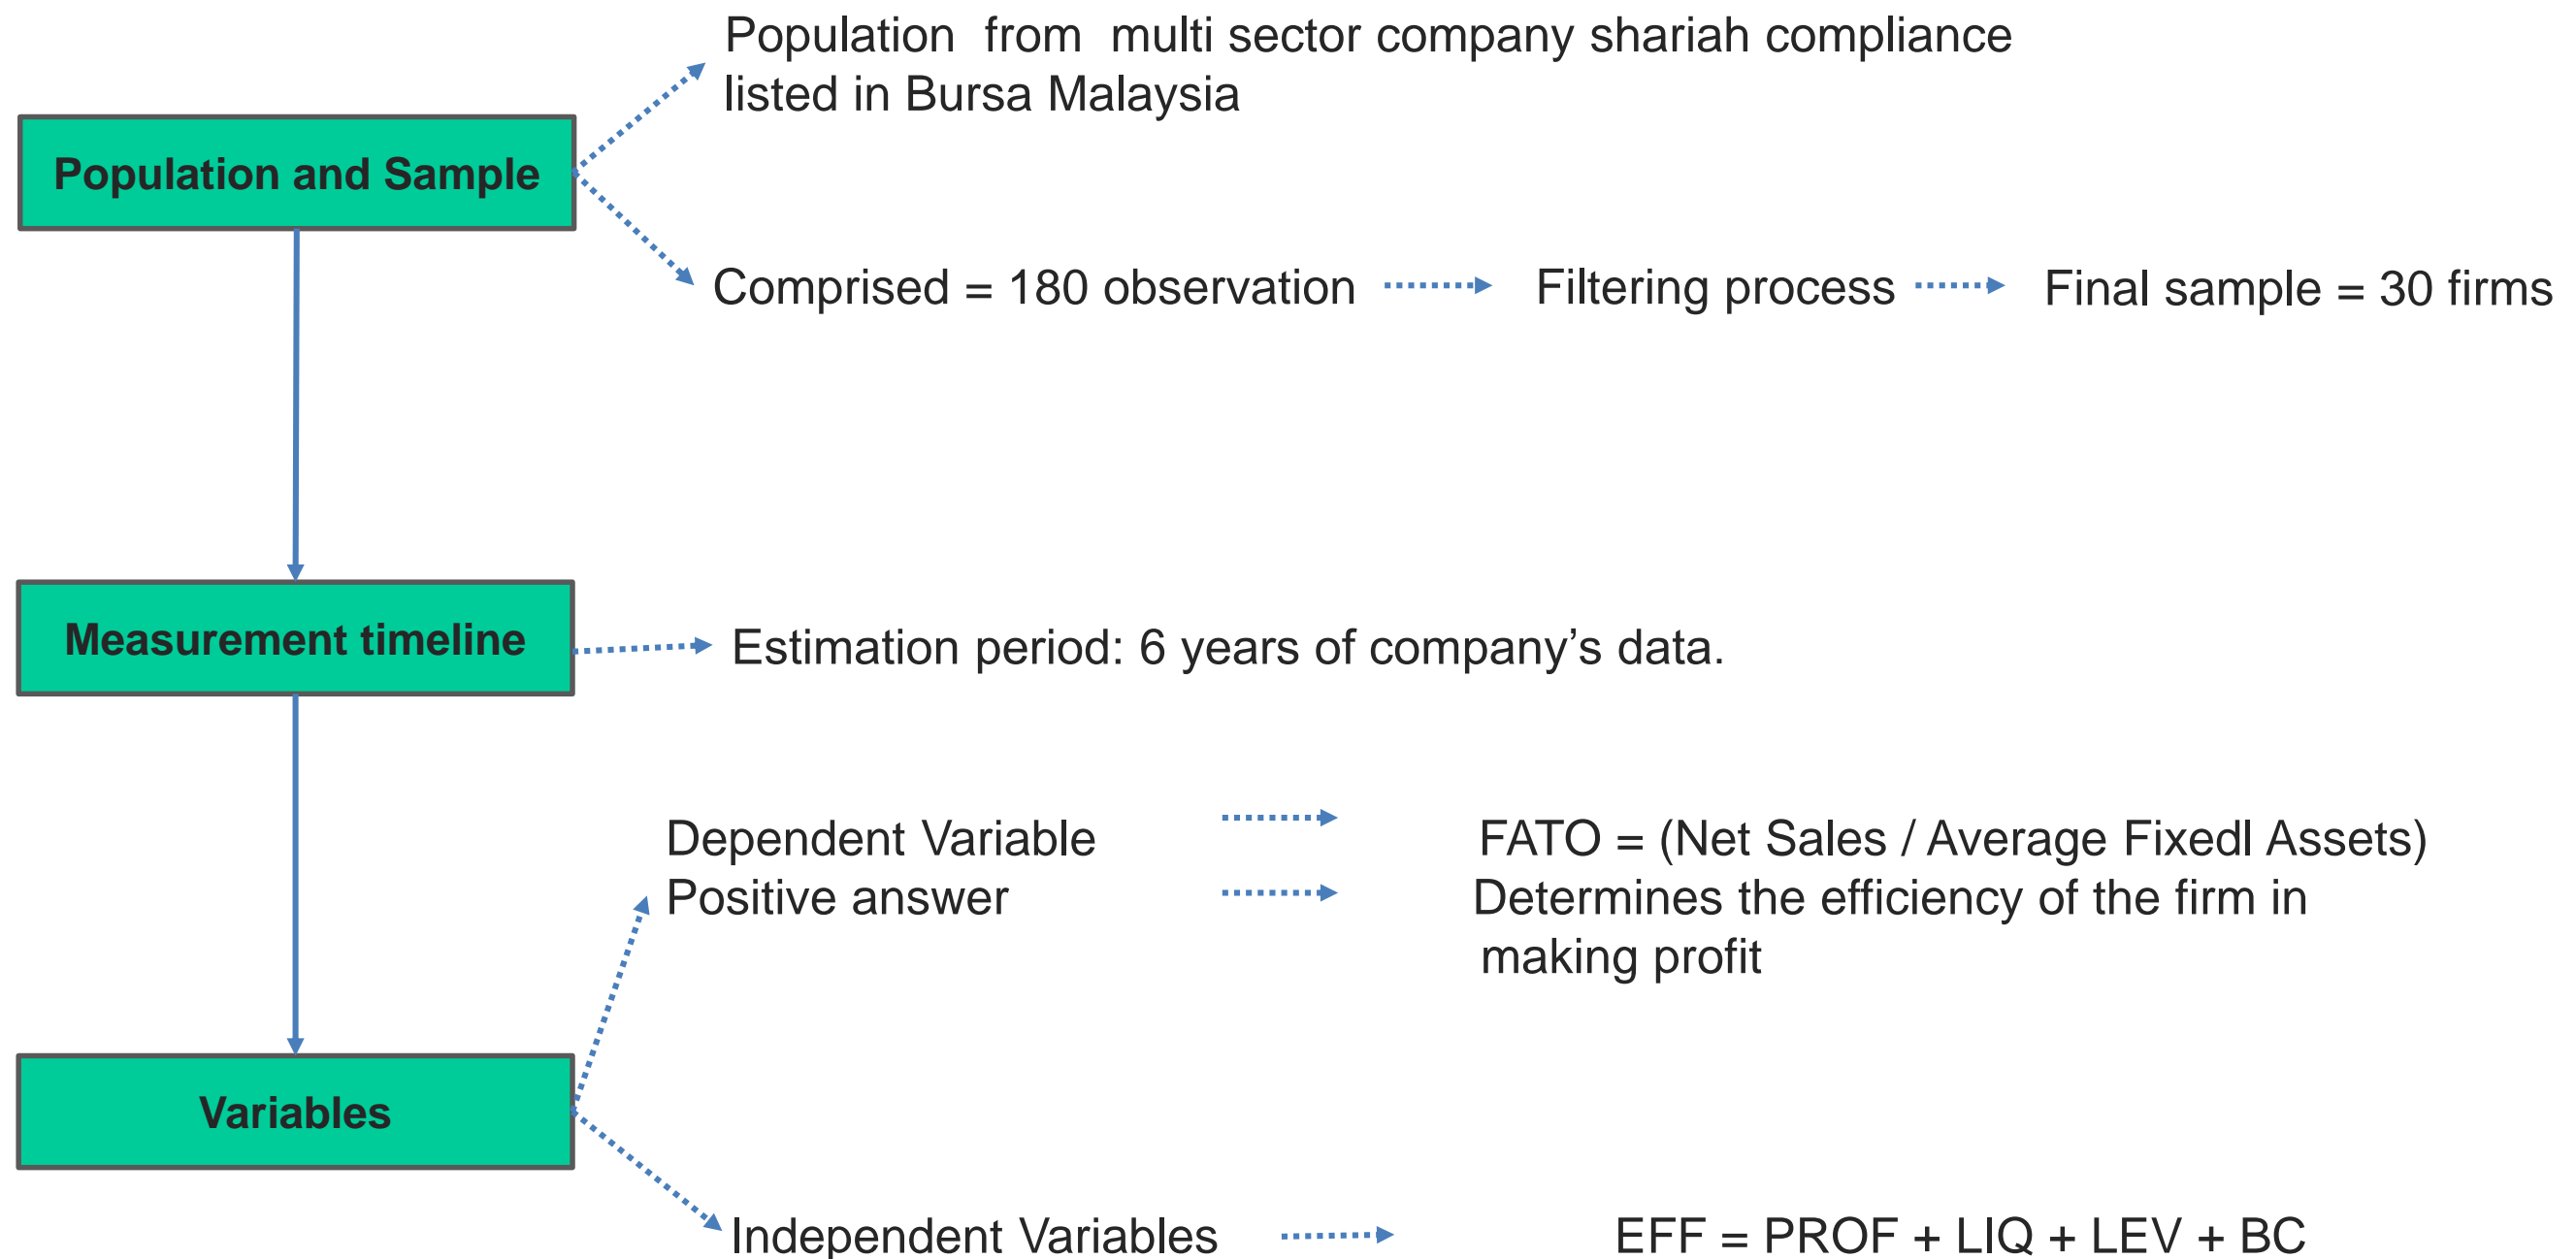 Population from multi sector company shariah compliance
listed in Bursa Malaysia
Population and Sample
Comprised = 180 observation Filtering process Final sample = 30 firms
Measurement timeline
Estimation period: 6 years of company’s data.
Dependent Variable FATO = (Net Sales / Average Fixedl Assets)
Positive answer Determines the efficiency of the firm in
making profit
Variables
Independent Variables EFF = PROF + LIQ + LEV + BC